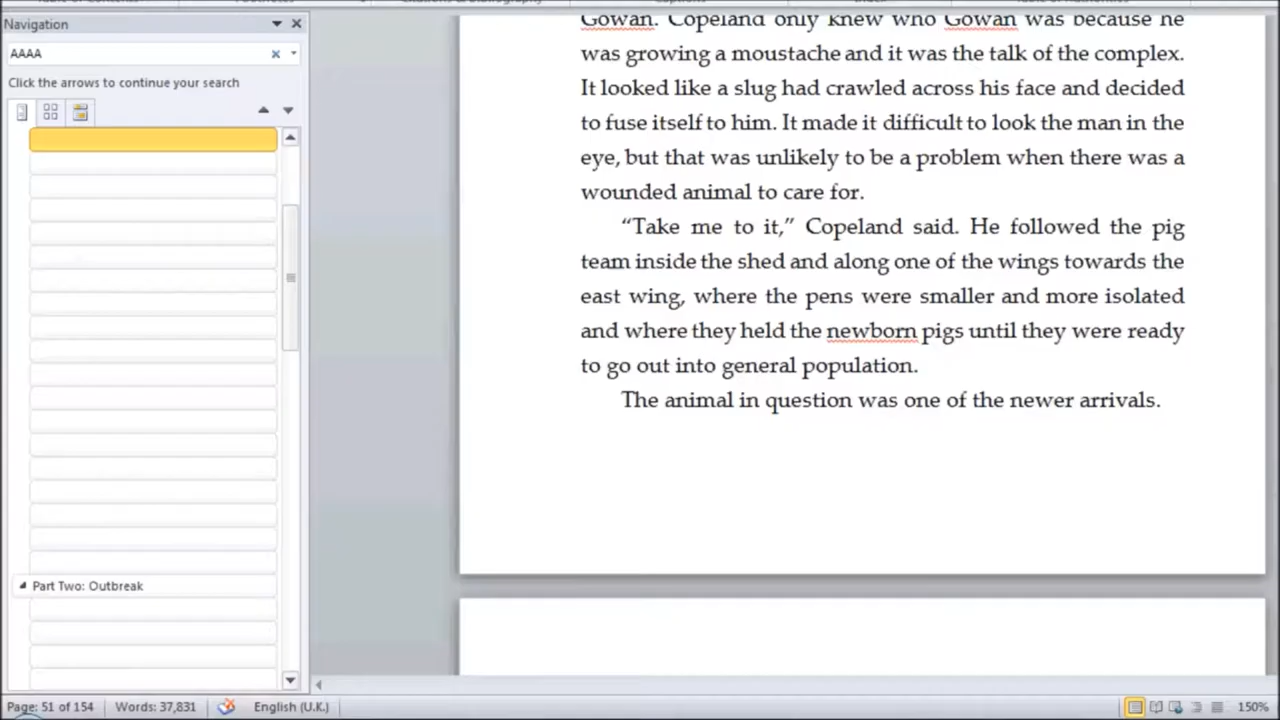 Navigation
AAAA
Click the arrows to continue your search
Part Two: Outbreak
Gowan. Copeland only knew who Gowan was because he
was growing a moustache and it was the talk of the complex.
It looked like a slug had crawled across his face and decided
to fuse itself to him. It made it difficult to look the man in the
eye, but that was unlikely to be a problem when there was a
wounded animal to care for.
“Take me to it,” Copeland said. He followed the pig
team inside the shed and along one of the wings towards the
east wing, where the pens were smaller and more isolated
and where they held the newborn pigs until they were ready
to go out into general population.
The animal in question was one of the newer arrivals.
Page: 51 of 154 Words: 37,831 English (U.K.) 150%